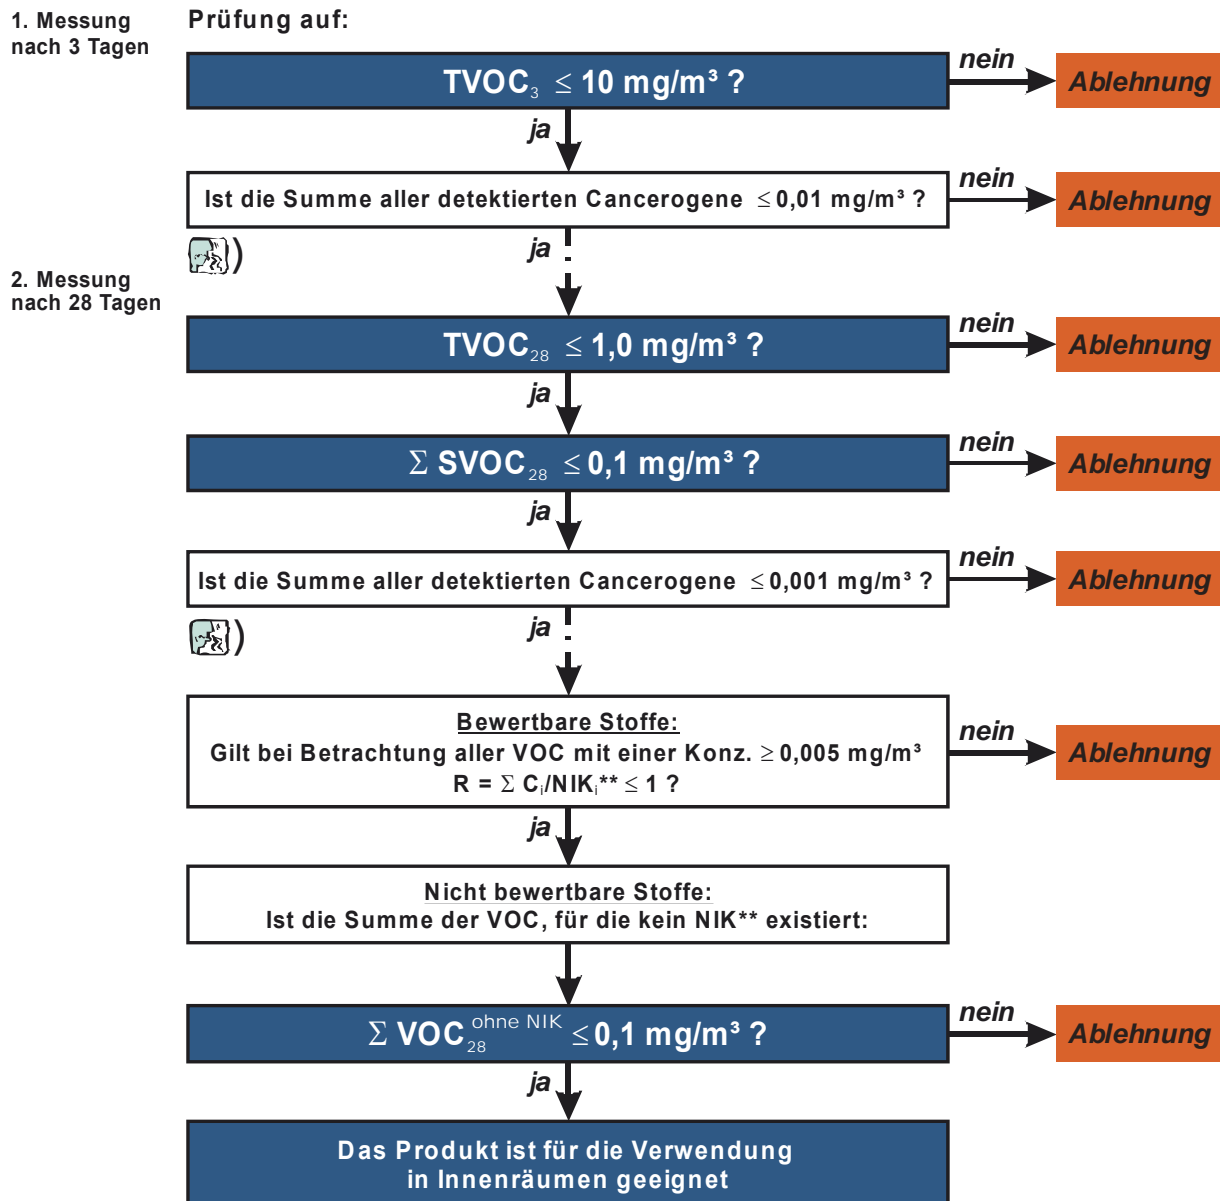 1. Messung
nach 3 Tagen
Prüfung auf:
TVOC₃ ≤ 10 mg/m³ ?
nein
Ablehnung
ja
Ist die Summe aller detektierten Cancerogene ≤ 0,01 mg/m³ ?
nein
Ablehnung
)
ja
2. Messung
nach 28 Tagen
TVOC₂₈ ≤ 1,0 mg/m³ ?
nein
Ablehnung
ja
Σ SVOC₂₈ ≤ 0,1 mg/m³ ?
nein
Ablehnung
ja
Ist die Summe aller detektierten Cancerogene ≤ 0,001 mg/m³ ?
nein
Ablehnung
)
ja
Bewertbare Stoffe:
Gilt bei Betrachtung aller VOC mit einer Konz. ≥ 0,005 mg/m³
R = Σ Cᵢ/NIKᵢ** ≤ 1 ?
nein
Ablehnung
ja
Nicht bewertbare Stoffe:
Ist die Summe der VOC, für die kein NIK** existiert:
Σ VOC₂₈ ohne NIK ≤ 0,1 mg/m³ ?
nein
Ablehnung
ja
Das Produkt ist für die Verwendung
in Innenräumen geeignet